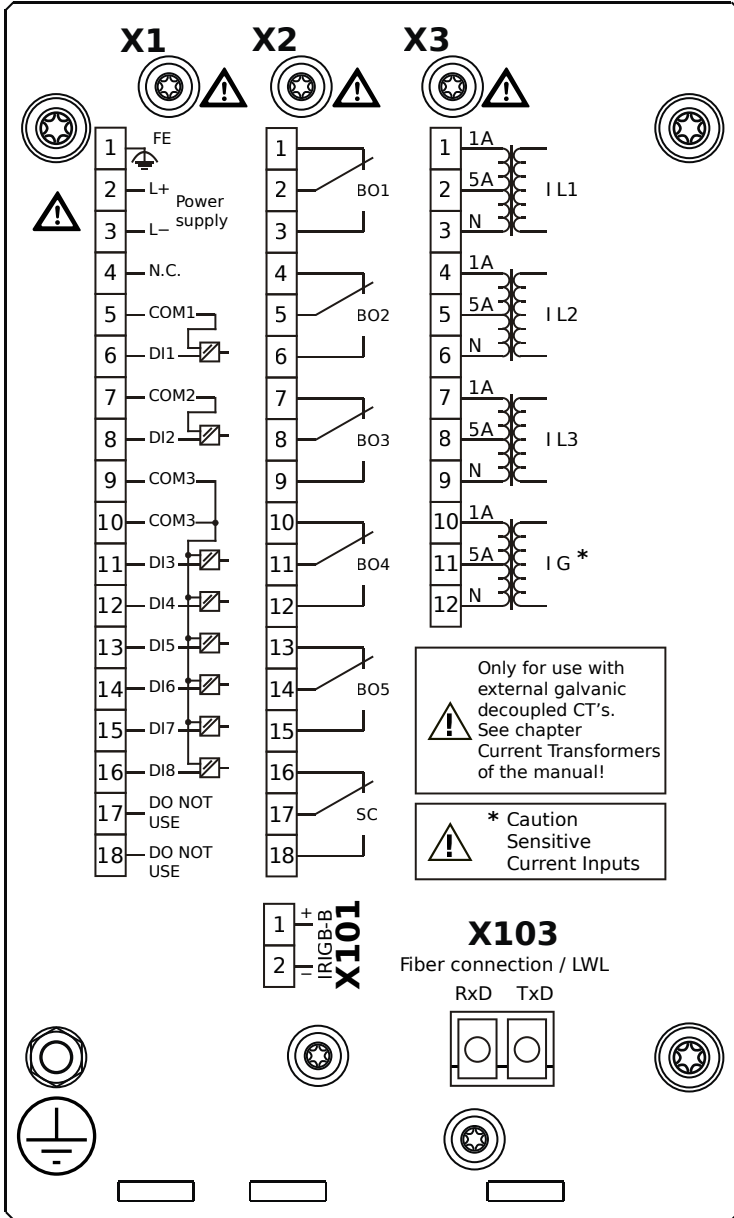 X1
X2
X3
1
FE
2
L+
Power
supply
3
L−
4
N.C.
5
COM1
6
DI1
7
COM2
8
DI2
9
COM3
10
COM3
11
DI3
12
DI4
13
DI5
14
DI6
15
DI7
16
DI8
17
DO NOT
USE
18
DO NOT
USE
1
2
BO1
3
4
5
BO2
6
7
8
BO3
9
10
11
BO4
12
13
14
BO5
15
16
17
SC
18
1
1A
2
5A
I L1
3
N
4
1A
5
5A
I L2
6
N
7
1A
8
5A
I L3
9
N
10
1A
11
5A
I G *
12
N
Only for use with
external galvanic
decoupled CT's.
See chapter
Current Transformers
of the manual!
* Caution
Sensitive
Current Inputs
1
+
2
−
IRIGB-B
X101
X103
Fiber connection / LWL
RxD TxD